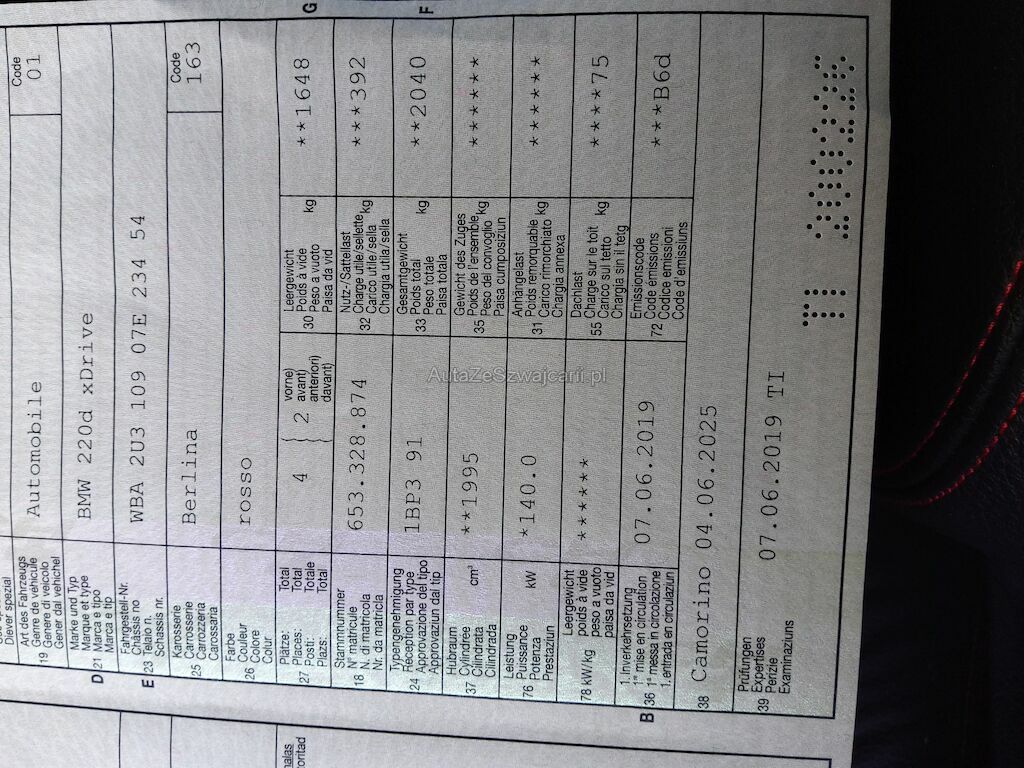 Diver spezial
Art des Fahrzeugs
Genre de véhicule
19 Genere di veicolo
Gener dal vehichel
Automobile
Code
01
Marke und Typ
Marque et type
D 21 Marca e tipo
Marca e tip
BMW 220d xDrive
Fahrgestell-Nr.
Châssis no
E 23 Telaio n.
Schassis nr.
WBA 2U3 109 07E 234 54
Karosserie
Carrosserie
25 Carozzeria
Carossaria
Berlina
Code
163
Farbe
Couleur
26 Colore
Colur
rosso
Plätze: Total
Places: Total
27 Posti: Totale
Plazs: Total
4 } 2
vorne)
avant)
anteriori)
davant)
Leergewicht
Poids à vide
30 Peso a vuoto kg
Paisa da vid
**1648
G
Stammnummer
N° matricule
18 N. di matricola
Nr. da matricla
653.328.874
Nutz-/Sattellast
Charge utile/sellette
32 Carico utile/sella kg
Chargia utila/sella
***392
Typengenehmigung
Réception par type
24 Approvazione del tipo
Approvaziun dal tip
1BP3 91
Gesamtgewicht
Poids total
33 Peso totale kg
Paisa totala
**2040
F
Hubraum
Cylindrée
37 Cilindrata cm³
Cilindrada
**1995
Gewicht des Zuges
Poids de l'ensemble
35 Peso del convoglio kg
Paisa cumposiziun
******
Leistung
Puissance
76 Potenza kW
Prestaziun
*140.0
Anhängelast
Poids remorquable
31 Carico rimorchiato kg
Chargia annexa
******
Leergewicht
poids à vide
78 kW/kg peso a vuoto
paisa da vid
******
Dachlast
Charge sur le toit
55 Carico sul tetto kg
Chargia sin il tetg
****75
1. Inverkehrsetzung
1re mise en circulation
B 36 1a messa in circolazione
1. entrada en circulaziun
07.06.2019
Emissionscode
Code émissions
72 Codice emissioni
Code d'emissiuns
***B6d
38 Camorino 04.06.2025
Prüfungen
Expertises
39 Perizie
Examinaziuns
07.06.2019 TI
AutaZeSzwajcarii.pl
TI